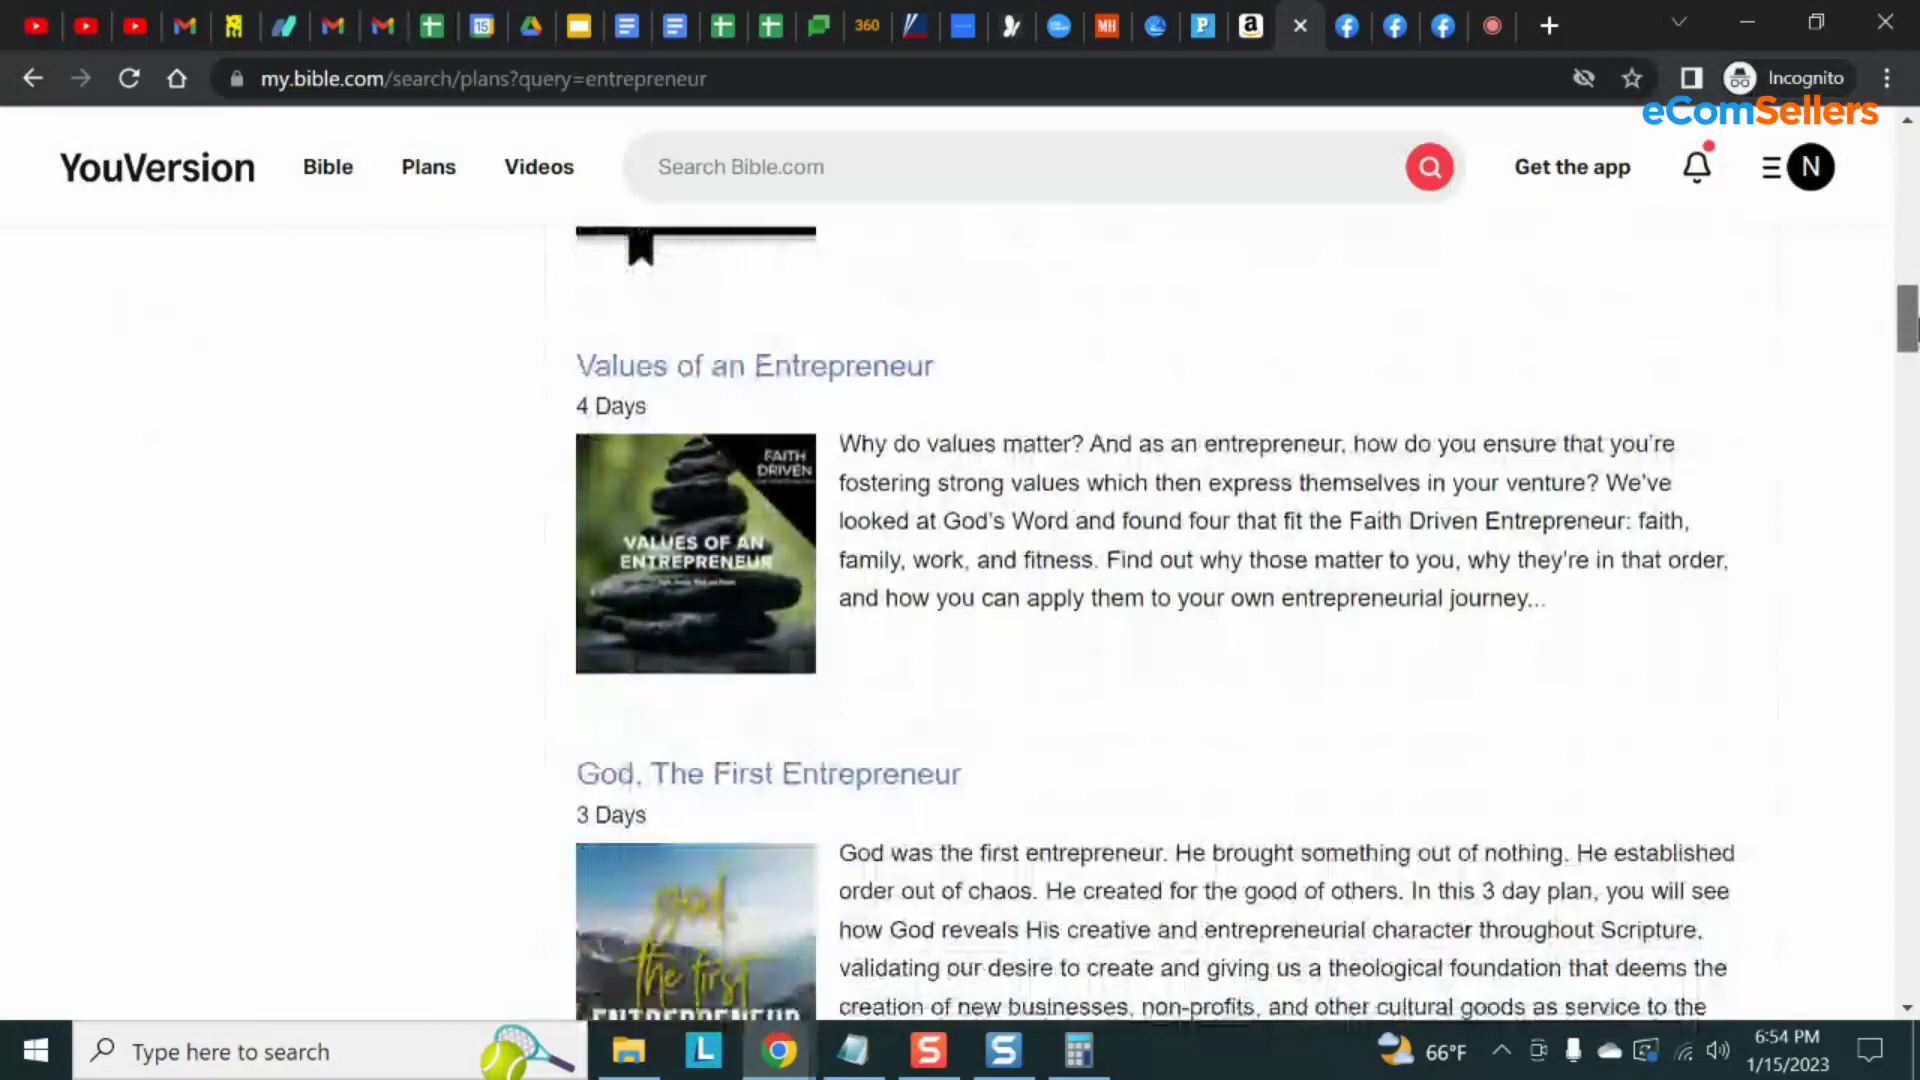 360
MH
my.bible.com/search/plans?query=entrepreneur
Incognito
eComSellers
YouVersion
Bible
Plans
Videos
Search Bible.com
Get the app
N
Values of an Entrepreneur
4 Days
FAITH
DRIVEN
VALUES OF AN
ENTREPRENEUR
Why do values matter? And as an entrepreneur, how do you ensure that you're
fostering strong values which then express themselves in your venture? We've
looked at God's Word and found four that fit the Faith Driven Entrepreneur: faith,
family, work, and fitness. Find out why those matter to you, why they're in that order,
and how you can apply them to your own entrepreneurial journey...
God, The First Entrepreneur
3 Days
god,
the first
ENTREPRENEUR
God was the first entrepreneur. He brought something out of nothing. He established
order out of chaos. He created for the good of others. In this 3 day plan, you will see
how God reveals His creative and entrepreneurial character throughout Scripture,
validating our desire to create and giving us a theological foundation that deems the
creation of new businesses, non-profits, and other cultural goods as service to the
Type here to search
66°F
6:54 PM
1/15/2023